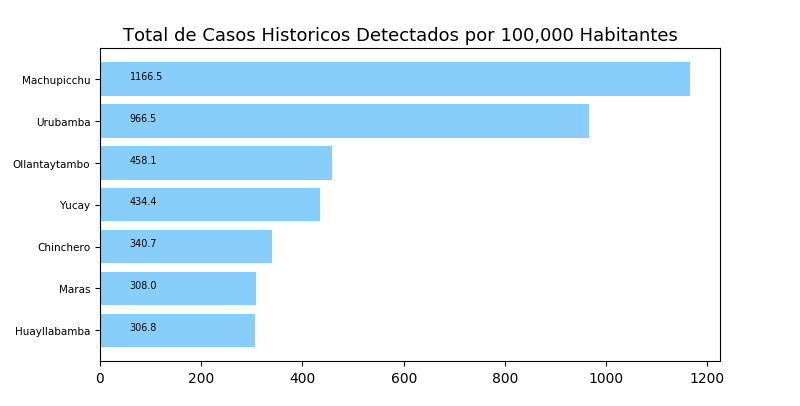 Total de Casos Historicos Detectados por 100,000 Habitantes
Machupicchu 1166.5
Urubamba 966.5
Ollantaytambo 458.1
Yucay 434.4
Chinchero 340.7
Maras 308.0
Huayllabamba 306.8
0 200 400 600 800 1000 1200